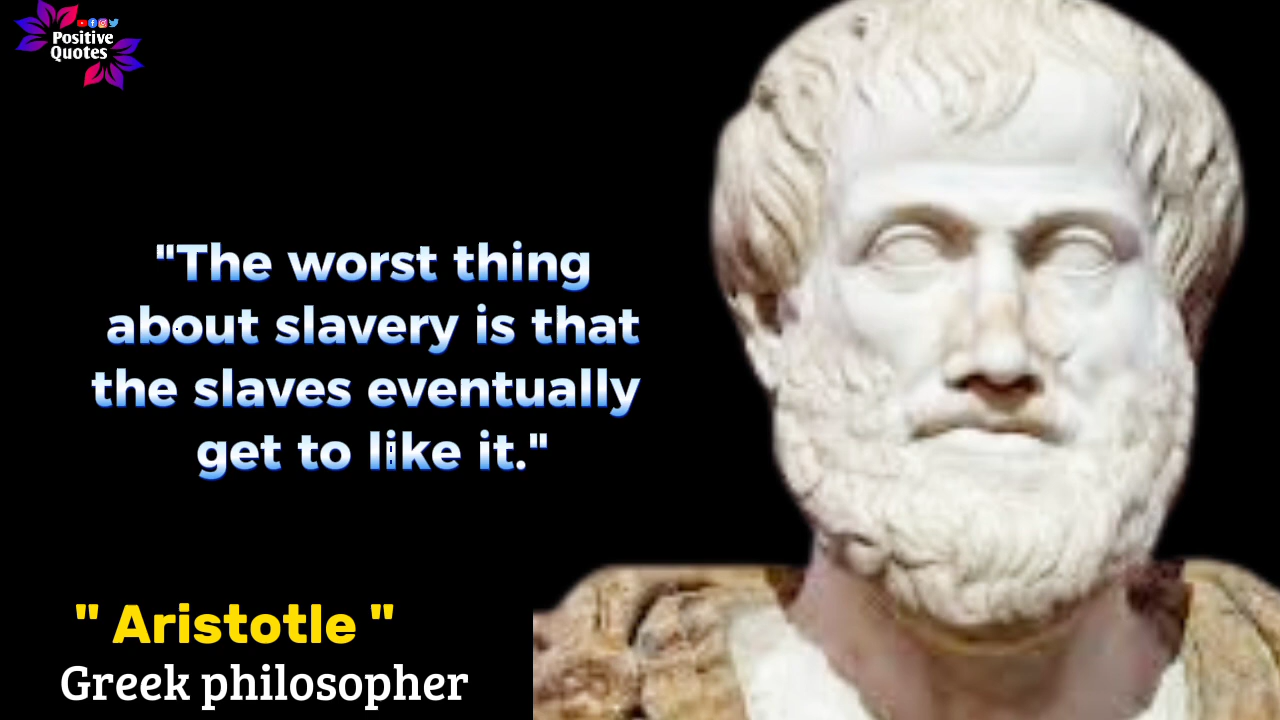 Positive
Quotes
"The worst thing
about slavery is that
the slaves eventually
get to like it."
" Aristotle "
Greek philosopher